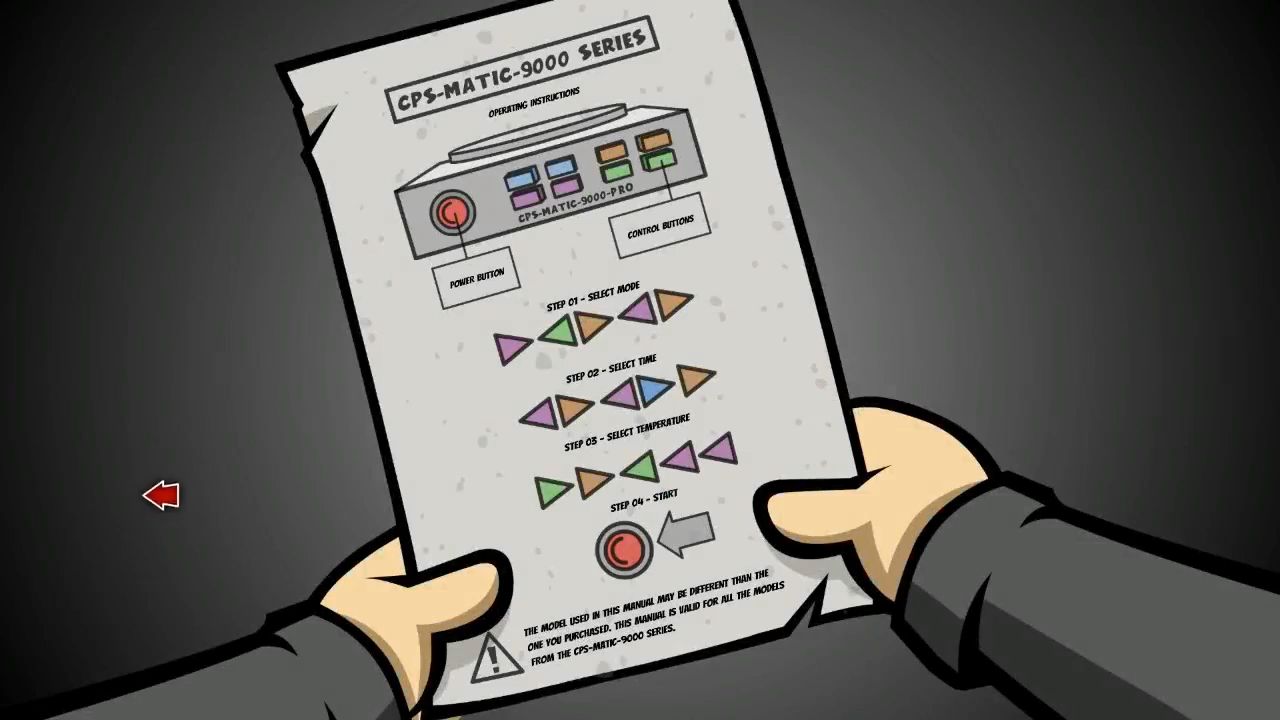 CPS-MATIC-9000 SERIES
OPERATING INSTRUCTIONS
CPS-MATIC-9000-PRO
CONTROL BUTTONS
POWER BUTTON
STEP 01 - SELECT MODE
STEP 02 - SELECT TIME
STEP 03 - SELECT TEMPERATURE
STEP 04 - START
THE MODEL USED IN THIS MANUAL MAY BE DIFFERENT THAN THE
ONE YOU PURCHASED. THIS MANUAL IS VALID FOR ALL THE MODELS
FROM THE CPS-MATIC-9000 SERIES.
!